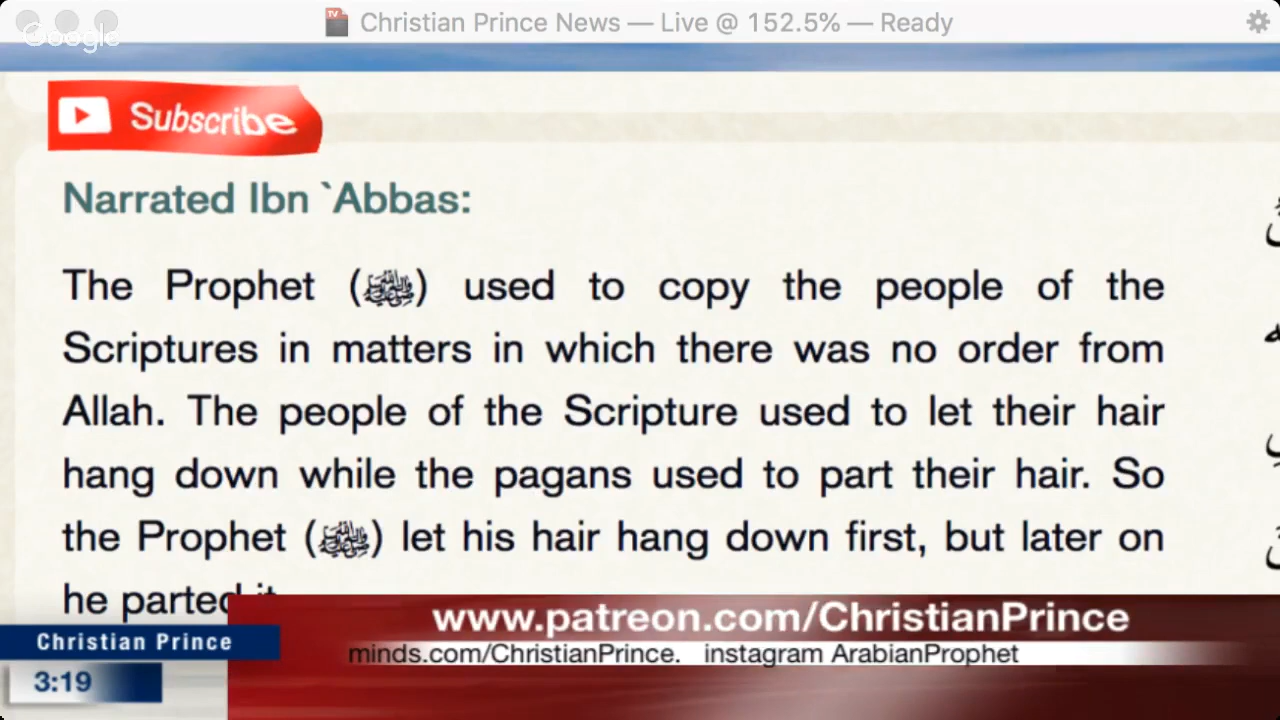 Christian Prince News — Live @ 152.5% — Ready
Google
Subscribe
Narrated Ibn `Abbas:
The Prophet (ﷺ) used to copy the people of the
Scriptures in matters in which there was no order from
Allah. The people of the Scripture used to let their hair
hang down while the pagans used to part their hair. So
the Prophet (ﷺ) let his hair hang down first, but later on
he parted it
www.patreon.com/ChristianPrince
Christian Prince
minds.com/ChristianPrince. instagram ArabianProphet
3:19